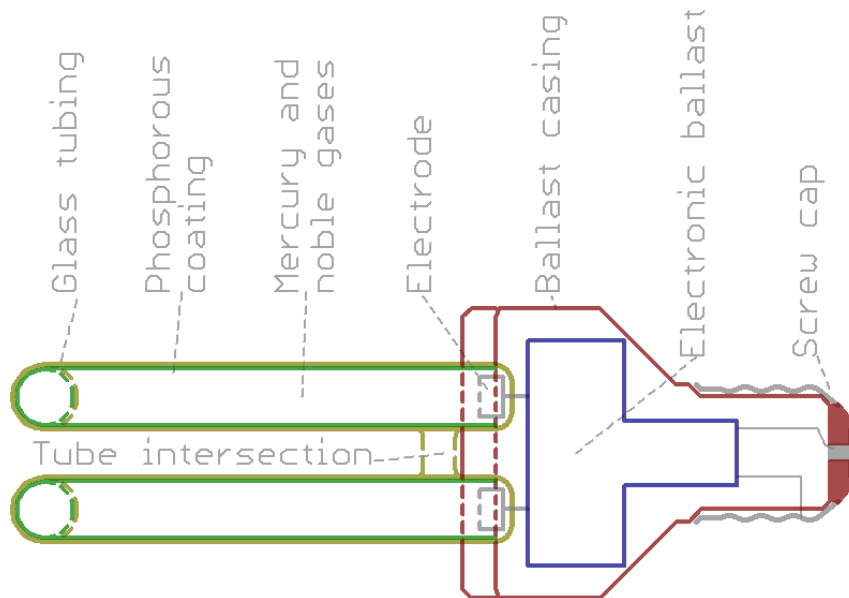 Glass tubing
Phosphorous
coating
Mercury and
noble gases
Electrode
Ballast casing
Electronic ballast
Screw cap
Tube intersection